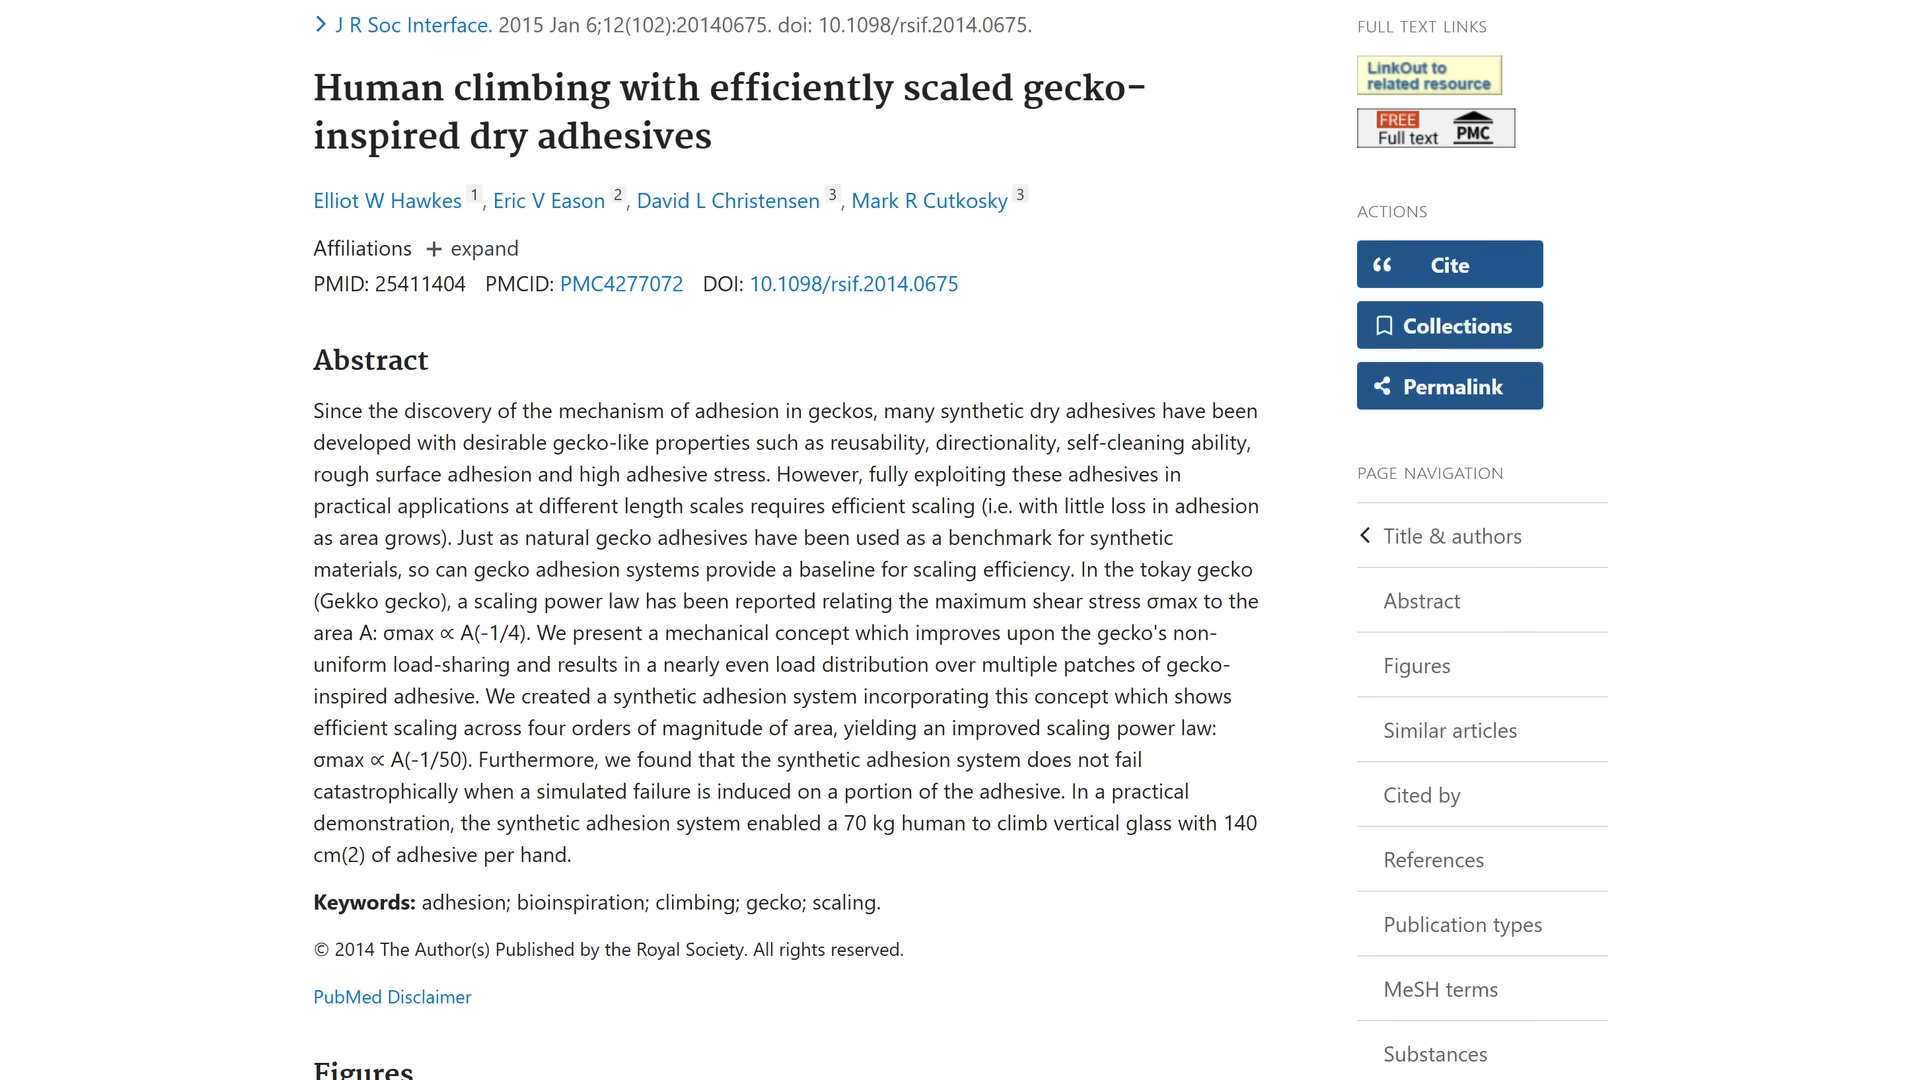 J R Soc Interface. 2015 Jan 6;12(102):20140675. doi: 10.1098/rsif.2014.0675.
Human climbing with efficiently scaled gecko-
inspired dry adhesives
Elliot W Hawkes 1, Eric V Eason 2, David L Christensen 3, Mark R Cutkosky 3
Affiliations + expand
PMID: 25411404 PMCID: PMC4277072 DOI: 10.1098/rsif.2014.0675
Abstract
Since the discovery of the mechanism of adhesion in geckos, many synthetic dry adhesives have been
developed with desirable gecko-like properties such as reusability, directionality, self-cleaning ability,
rough surface adhesion and high adhesive stress. However, fully exploiting these adhesives in
practical applications at different length scales requires efficient scaling (i.e. with little loss in adhesion
as area grows). Just as natural gecko adhesives have been used as a benchmark for synthetic
materials, so can gecko adhesion systems provide a baseline for scaling efficiency. In the tokay gecko
(Gekko gecko), a scaling power law has been reported relating the maximum shear stress σmax to the
area A: σmax ∝ A(-1/4). We present a mechanical concept which improves upon the gecko's non-
uniform load-sharing and results in a nearly even load distribution over multiple patches of gecko-
inspired adhesive. We created a synthetic adhesion system incorporating this concept which shows
efficient scaling across four orders of magnitude of area, yielding an improved scaling power law:
σmax ∝ A(-1/50). Furthermore, we found that the synthetic adhesion system does not fail
catastrophically when a simulated failure is induced on a portion of the adhesive. In a practical
demonstration, the synthetic adhesion system enabled a 70 kg human to climb vertical glass with 140
cm(2) of adhesive per hand.
Keywords: adhesion; bioinspiration; climbing; gecko; scaling.
© 2014 The Author(s) Published by the Royal Society. All rights reserved.
PubMed Disclaimer
Figures
FULL TEXT LINKS
LinkOut to
related resource
FREE
Full text PMC
ACTIONS
Cite
Collections
Permalink
PAGE NAVIGATION
Title & authors
Abstract
Figures
Similar articles
Cited by
References
Publication types
MeSH terms
Substances